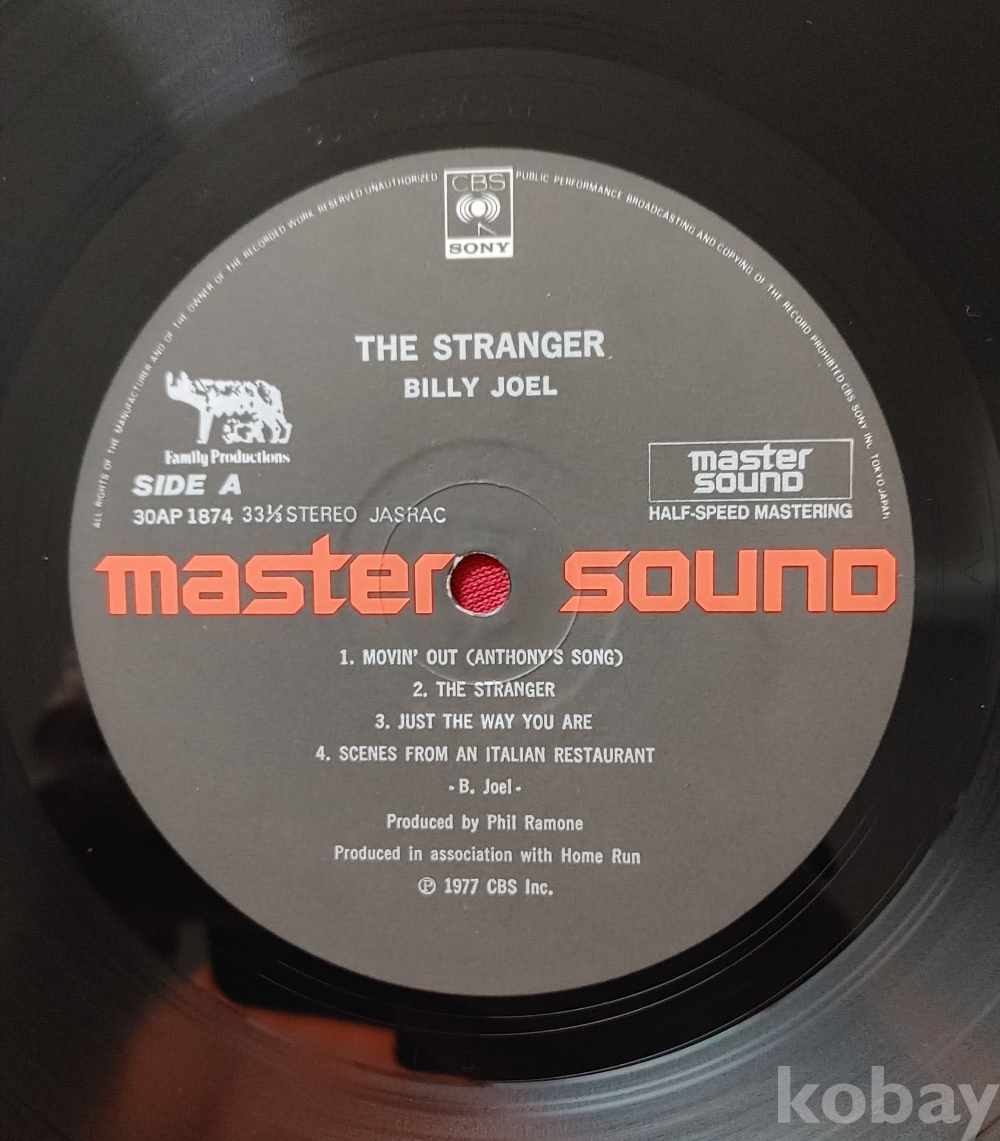 ALL RIGHTS OF THE MANUFACTURER AND OF THE OWNER OF THE RECORDED WORK RESERVED UNAUTHORIZED PUBLIC PERFORMANCE BROADCASTING AND COPYING OF THE RECORD PROHIBITED CBS SONY INC. TOKYO JAPAN
CBS
SONY
THE STRANGER
BILLY JOEL
Family Productions
SIDE A
30AP 1874 33⅓ STEREO JASRAC
master
sound
HALF-SPEED MASTERING
master sound
1. MOVIN' OUT (ANTHONY'S SONG)
2. THE STRANGER
3. JUST THE WAY YOU ARE
4. SCENES FROM AN ITALIAN RESTAURANT
- B. Joel -
Produced by Phil Ramone
Produced in association with Home Run
℗ 1977 CBS Inc.
kobay